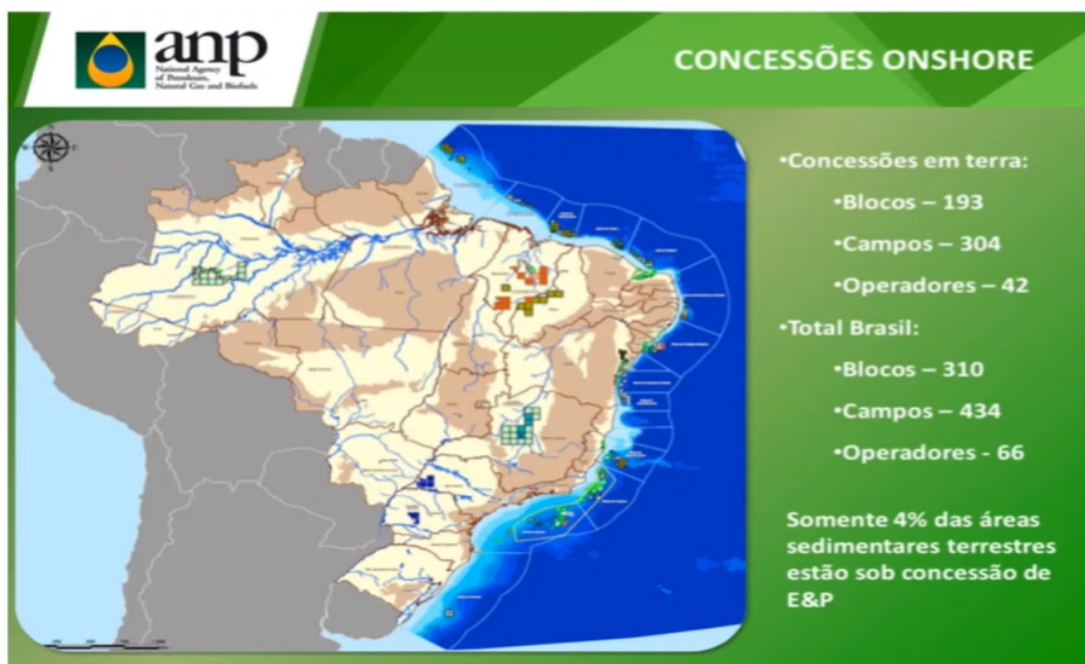 anp
National Agency
of Petroleum,
Natural Gas and Biofuels
CONCESSÕES ONSHORE
•Concessões em terra:
•Blocos – 193
•Campos – 304
•Operadores – 42
•Total Brasil:
•Blocos – 310
•Campos – 434
•Operadores - 66
Somente 4% das áreas
sedimentares terrestres
estão sob concessão de
E&P